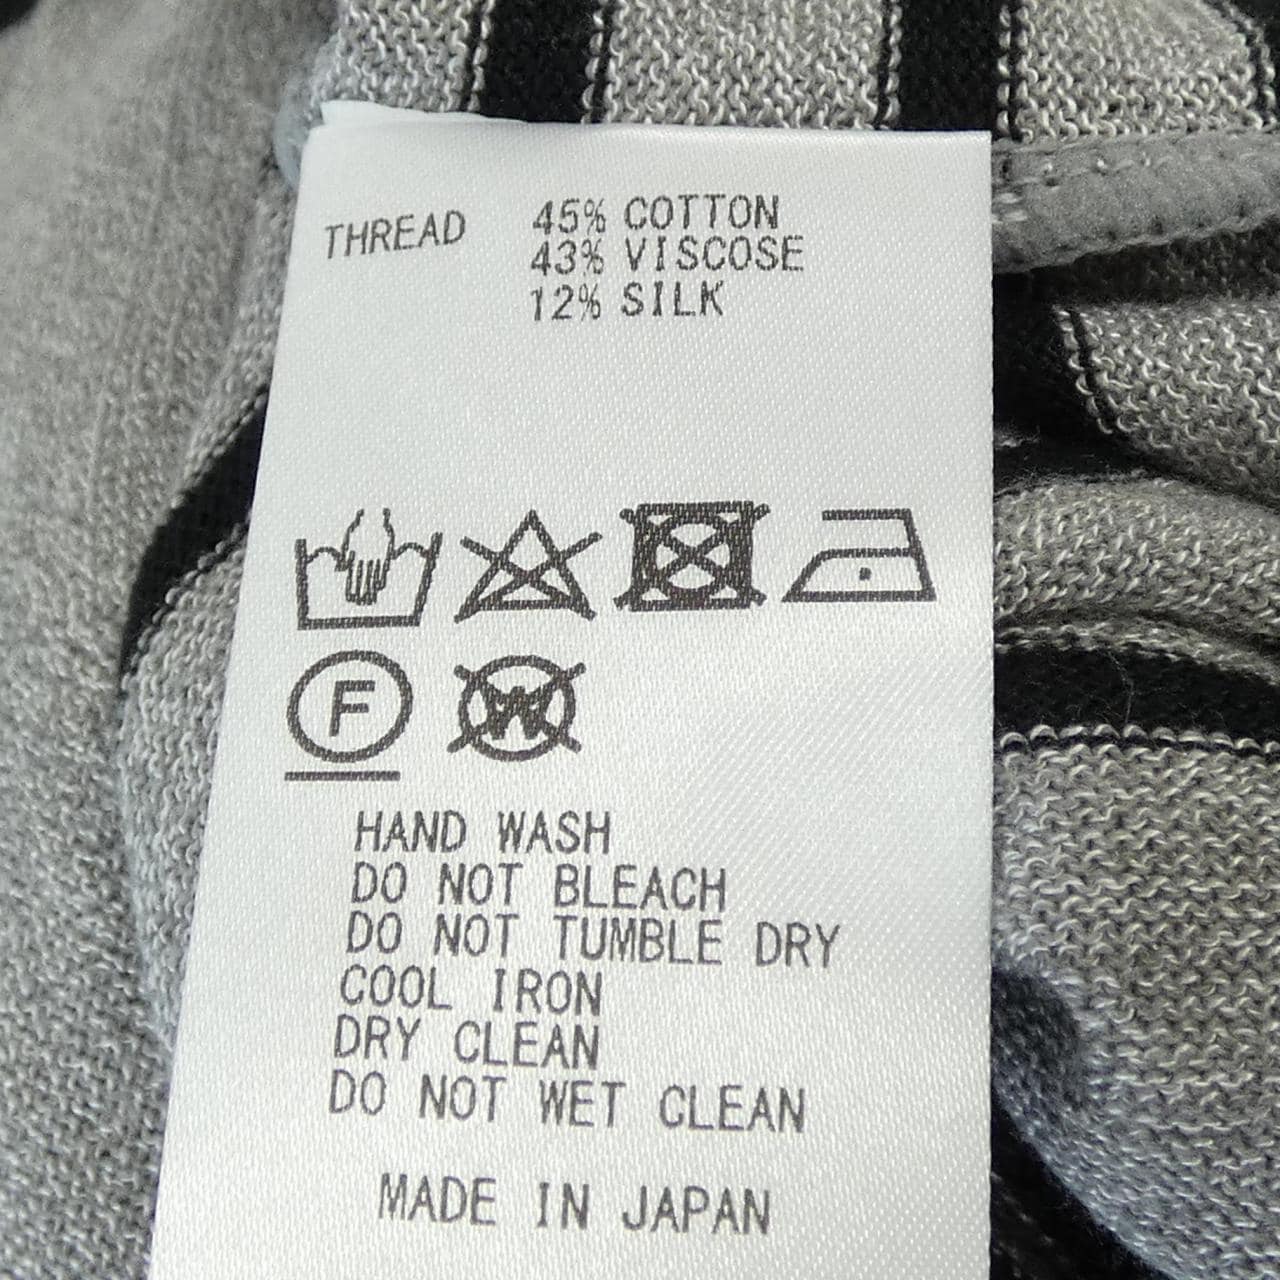 THREAD 45% COTTON
43% VISCOSE
12% SILK
F W
HAND WASH
DO NOT BLEACH
DO NOT TUMBLE DRY
COOL IRON
DRY CLEAN
DO NOT WET CLEAN
MADE IN JAPAN